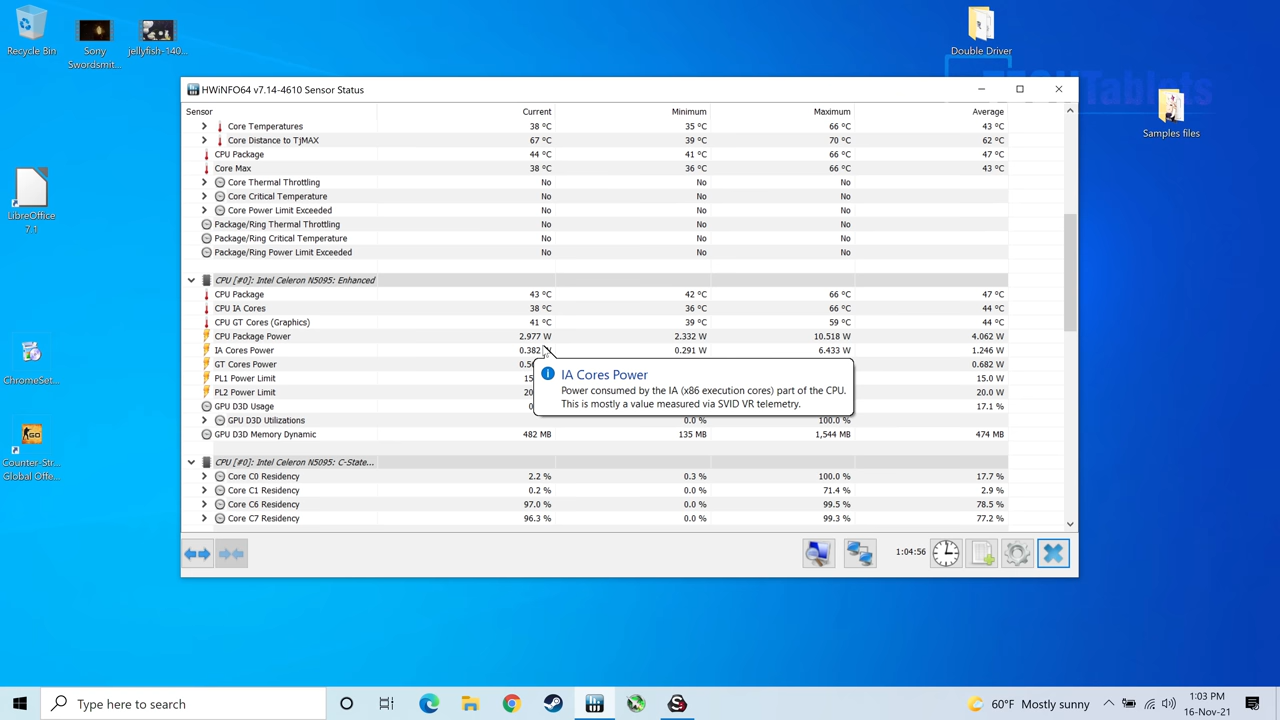 Recycle Bin
Sony
Swordsmit...
jellyfish-140...
Double Driver
TECHTablets
Samples files
LibreOffice
7.1
ChromeSet...
Counter-Str...
Global Offe...
HWiNFO64 v7.14-4610 Sensor Status
Sensor Current Minimum Maximum Average
Core Temperatures 38 °C 35 °C 66 °C 43 °C
Core Distance to TjMAX 67 °C 39 °C 70 °C 62 °C
CPU Package 44 °C 41 °C 66 °C 47 °C
Core Max 38 °C 36 °C 66 °C 43 °C
Core Thermal Throttling No No No
Core Critical Temperature No No No
Core Power Limit Exceeded No No No
Package/Ring Thermal Throttling No No No
Package/Ring Critical Temperature No No No
Package/Ring Power Limit Exceeded No No No
CPU [#0]: Intel Celeron N5095: Enhanced
CPU Package 43 °C 42 °C 66 °C 47 °C
CPU IA Cores 38 °C 36 °C 66 °C 44 °C
CPU GT Cores (Graphics) 41 °C 39 °C 59 °C 44 °C
CPU Package Power 2.977 W 2.332 W 10.518 W 4.062 W
IA Cores Power 0.382 0.291 W 6.433 W 1.246 W
GT Cores Power 0.682 W
PL1 Power Limit 15.0 W
PL2 Power Limit 20.0 W
GPU D3D Usage 17.1 %
GPU D3D Utilizations 0.0 % 100.0 %
GPU D3D Memory Dynamic 482 MB 135 MB 1,544 MB 474 MB
IA Cores Power
Power consumed by the IA (x86 execution cores) part of the CPU.
This is mostly a value measured via SVID VR telemetry.
CPU [#0]: Intel Celeron N5095: C-State...
Core C0 Residency 2.2 % 0.3 % 100.0 % 17.7 %
Core C1 Residency 0.2 % 0.0 % 71.4 % 2.9 %
Core C6 Residency 97.0 % 0.0 % 99.5 % 78.5 %
Core C7 Residency 96.3 % 0.0 % 99.3 % 77.2 %
1:04:56
Type here to search
60°F Mostly sunny
1:03 PM
16-Nov-21